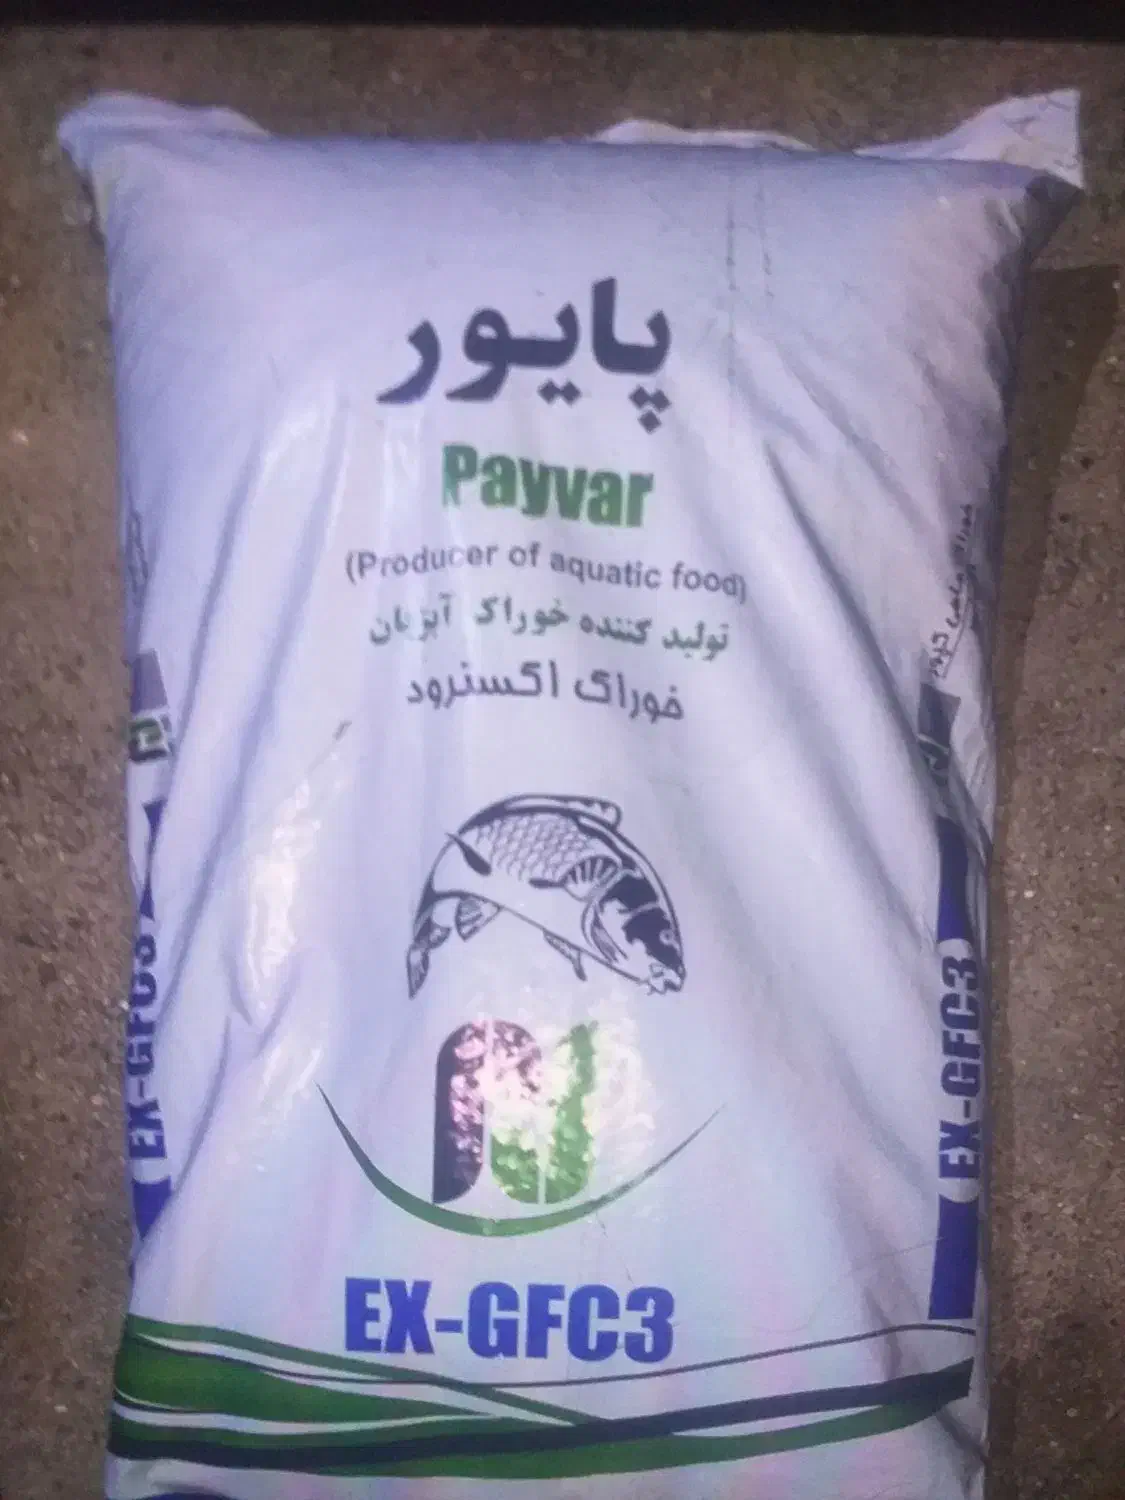 پایور
Payvar
(Producer of aquatic food)
تولید کننده خوراک آبزیان
خوراک اکسترود
EX-GFC3
EX-GFC3
EX-GFC3